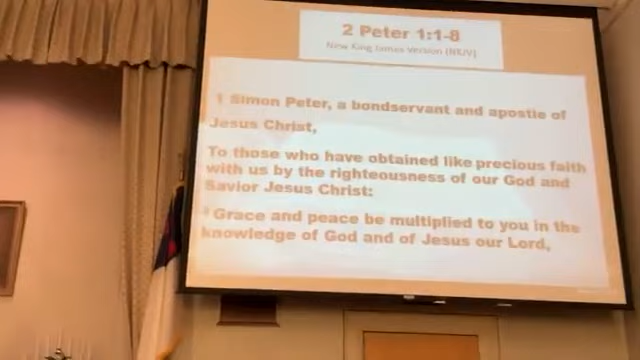 2 Peter 1:1-8
New King James Version (NKJV)
1 Simon Peter, a bondservant and apostle of
Jesus Christ,
To those who have obtained like precious faith
with us by the righteousness of our God and
Savior Jesus Christ:
2 Grace and peace be multiplied to you in the
knowledge of God and of Jesus our Lord,